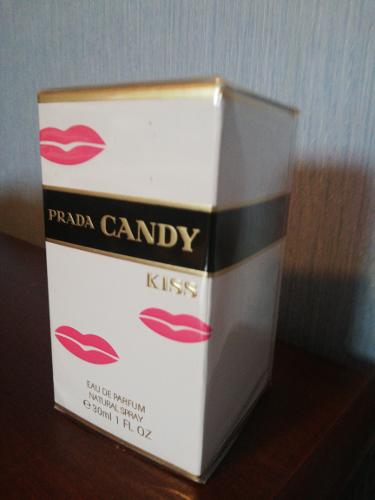 PRADA CANDY
KISS
EAU DE PARFUM
NATURAL SPRAY
℮30ml 1 FL OZ